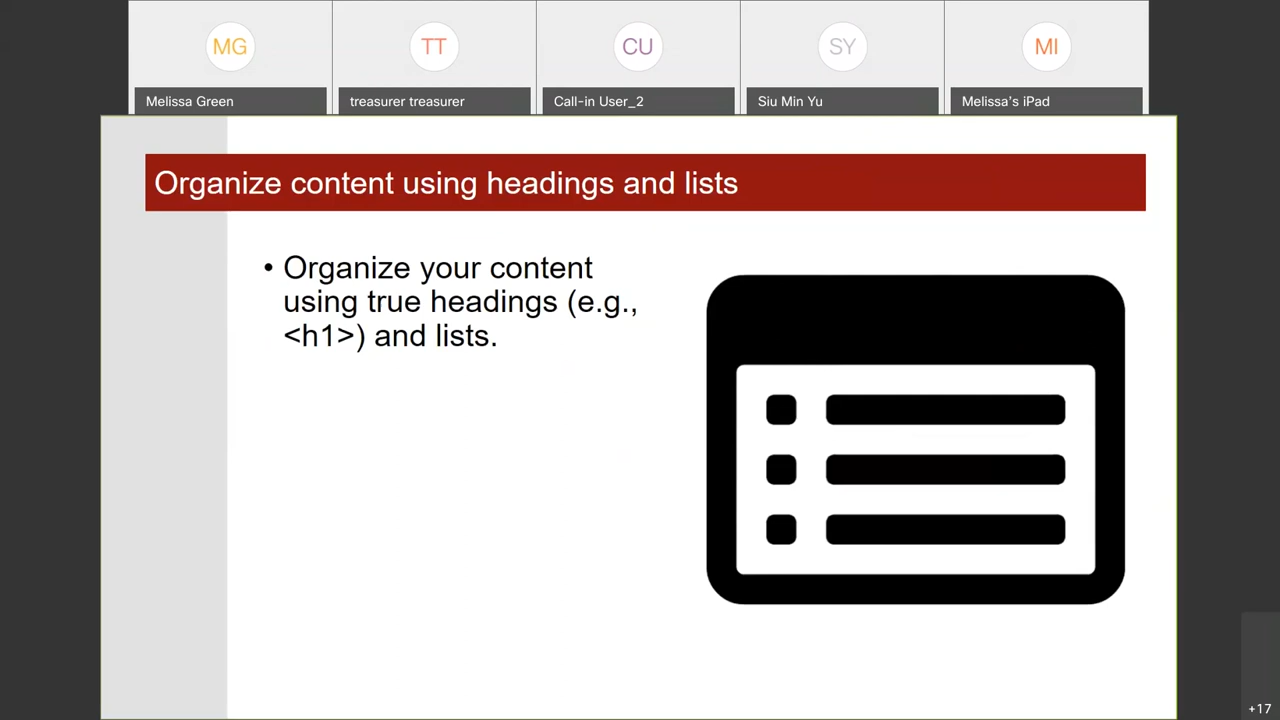 MG
TT
CU
SY
MI
Melissa Green
treasurer treasurer
Call-in User_2
Siu Min Yu
Melissa's iPad
Organize content using headings and lists
• Organize your content
using true headings (e.g.,
<h1>) and lists.
+17